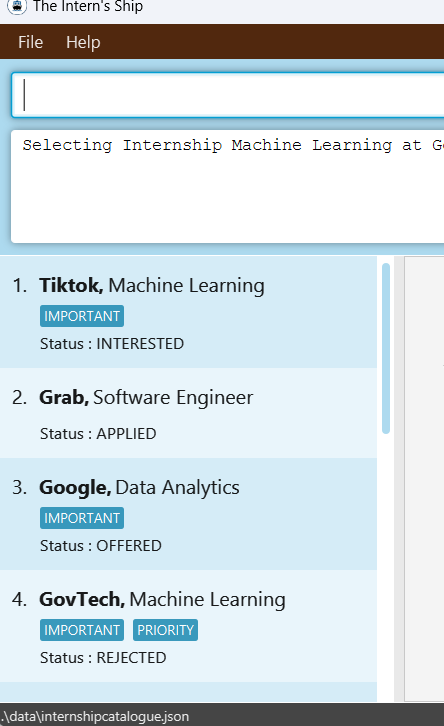 The Intern's Ship
File Help
Selecting Internship Machine Learning at G
1. Tiktok, Machine Learning
IMPORTANT
Status : INTERESTED
2. Grab, Software Engineer
Status : APPLIED
3. Google, Data Analytics
IMPORTANT
Status : OFFERED
4. GovTech, Machine Learning
IMPORTANT PRIORITY
Status : REJECTED
.\data\internshipcatalogue.json